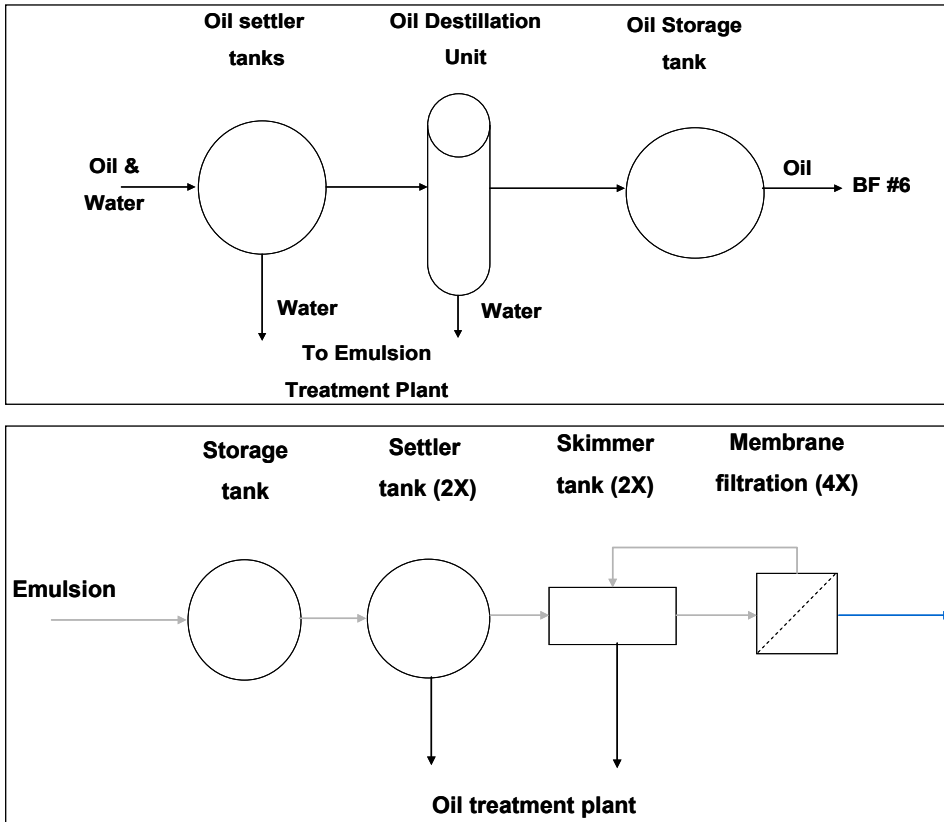 Oil settler
tanks
Oil Destillation
Unit
Oil Storage
tank
Oil &
Water
Oil
BF #6
Water
Water
To Emulsion
Treatment Plant
Storage
tank
Settler
tank (2X)
Skimmer
tank (2X)
Membrane
filtration (4X)
Emulsion
Oil treatment plant